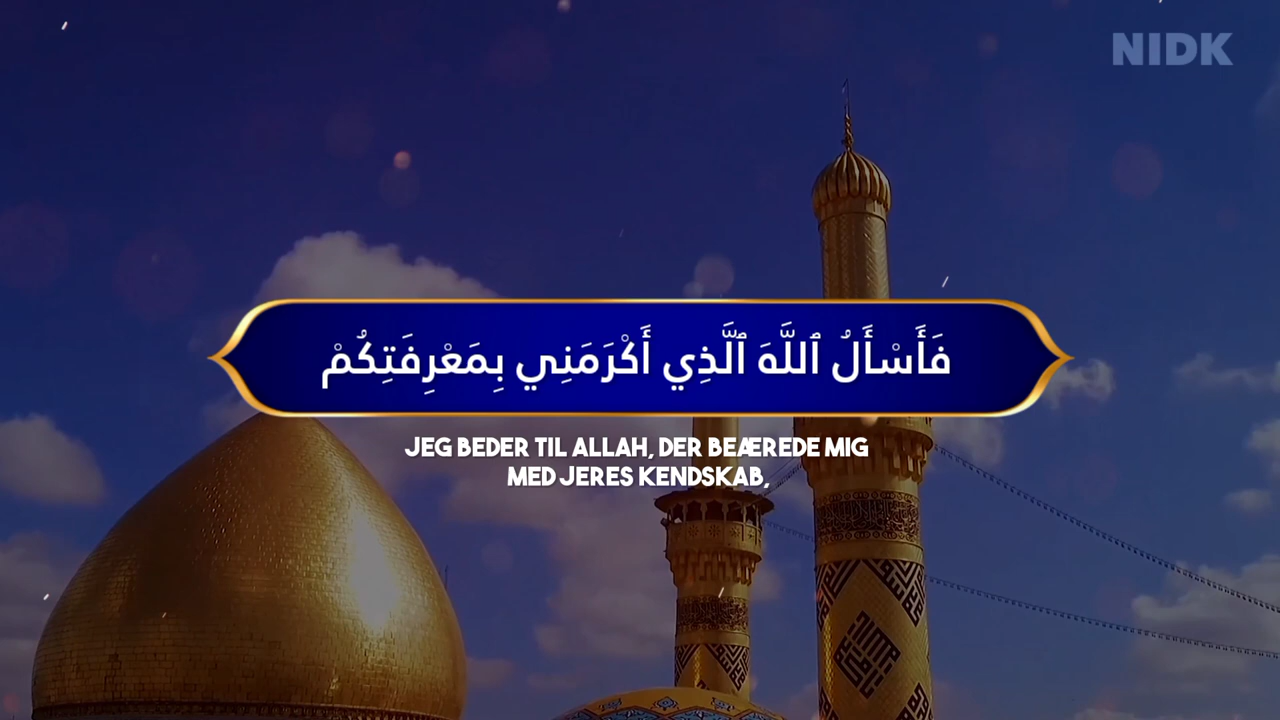 NIDK
فَأَسْأَلُ ٱللَّهَ ٱلَّذِي أَكْرَمَنِي بِمَعْرِفَتِكُمْ
JEG BEDER TIL ALLAH, DER BEÆREDE MIG
MED JERES KENDSKAB,